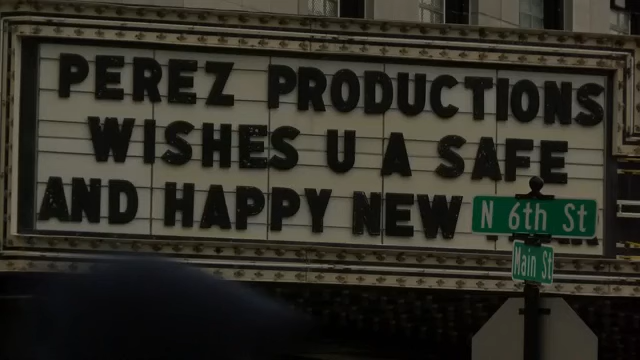 PEREZ PRODUCTIONS
WISHES U A SAFE
AND HAPPY NEW
N 6th St
Main St